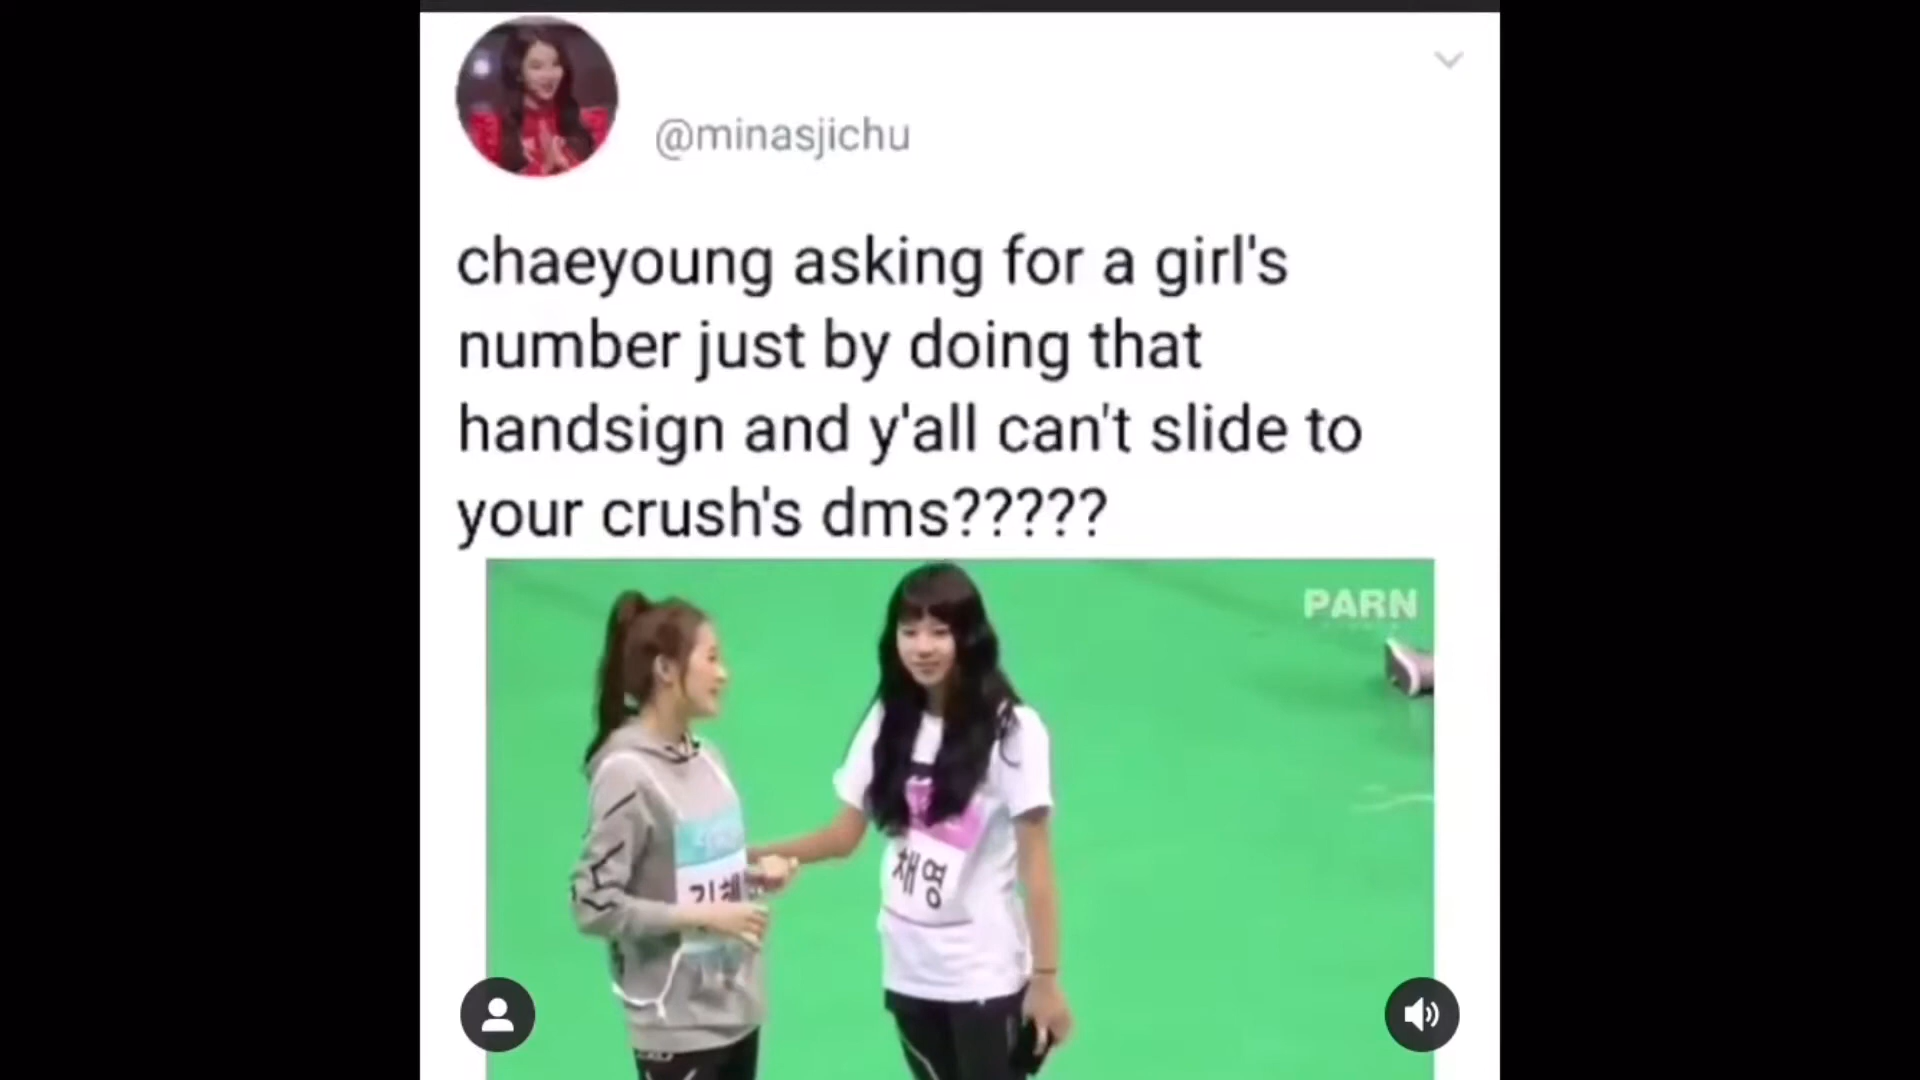 @minasjichu
chaeyoung asking for a girl's
number just by doing that
handsign and y'all can't slide to
your crush's dms?????
PARN
채영